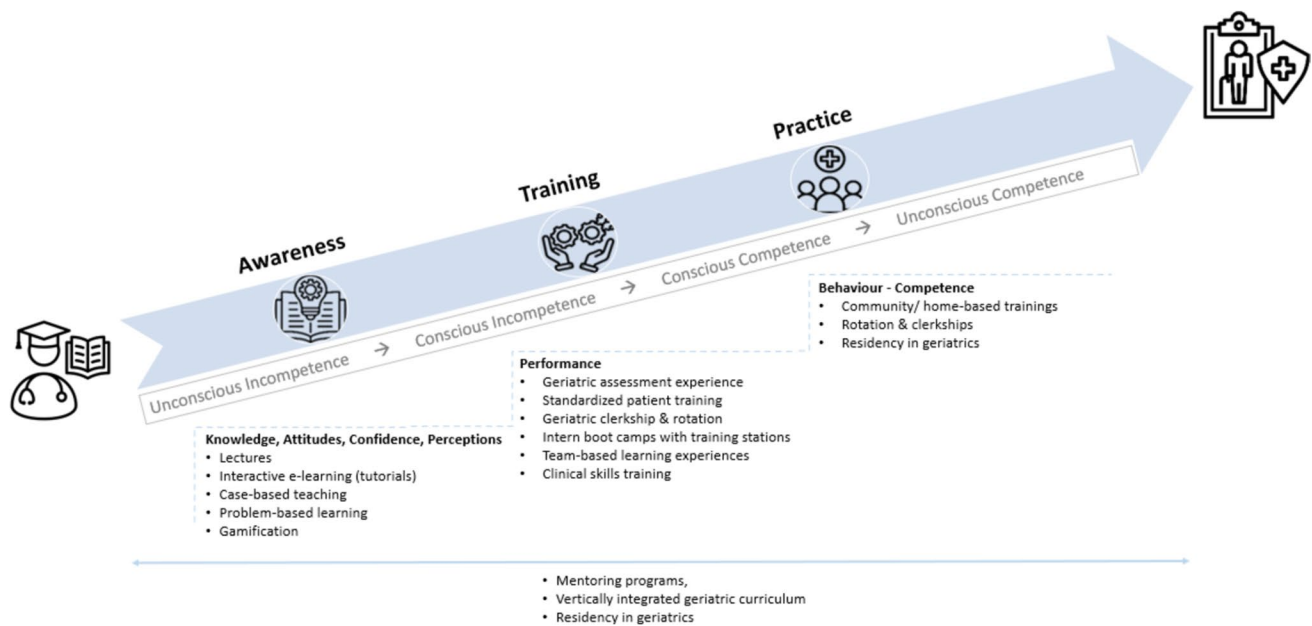 Awareness
Training
Practice
Unconscious Incompetence → Conscious Incompetence → Conscious Competence → Unconscious Competence
Knowledge, Attitudes, Confidence, Perceptions
• Lectures
• Interactive e-learning (tutorials)
• Case-based teaching
• Problem-based learning
• Gamification
Performance
• Geriatric assessment experience
• Standardized patient training
• Geriatric clerkship & rotation
• Intern boot camps with training stations
• Team-based learning experiences
• Clinical skills training
Behaviour - Competence
• Community/ home-based trainings
• Rotation & clerkships
• Residency in geriatrics
• Mentoring programs,
• Vertically integrated geriatric curriculum
• Residency in geriatrics